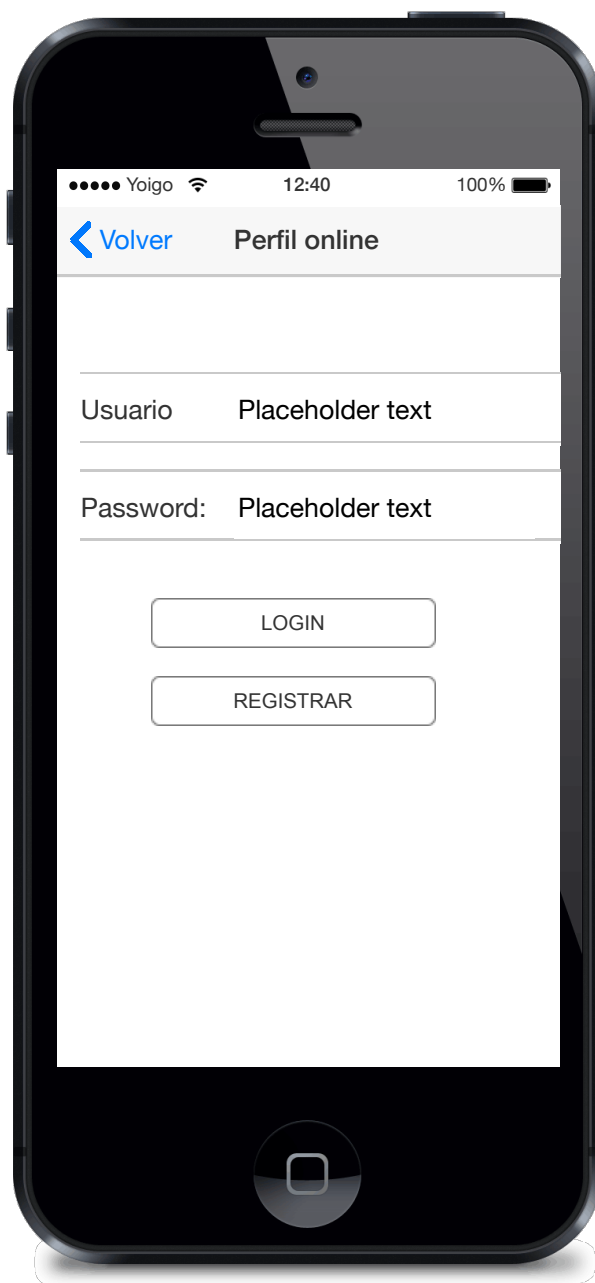 Yoigo 12:40 100%
Volver Perfil online
Usuario Placeholder text
Password: Placeholder text
LOGIN
REGISTRAR